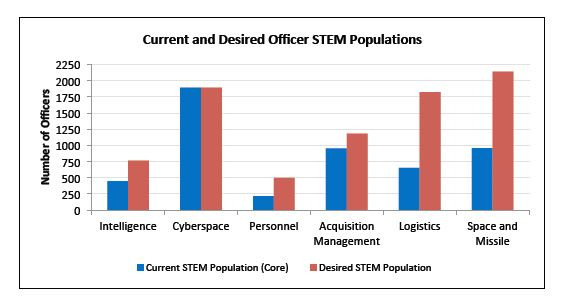 Current and Desired Officer STEM Populations
Number of Officers
2250
2000
1750
1500
1250
1000
750
500
250
0
Intelligence
Cyberspace
Personnel
Acquisition
Management
Logistics
Space and
Missile
Current STEM Population (Core)
Desired STEM Population